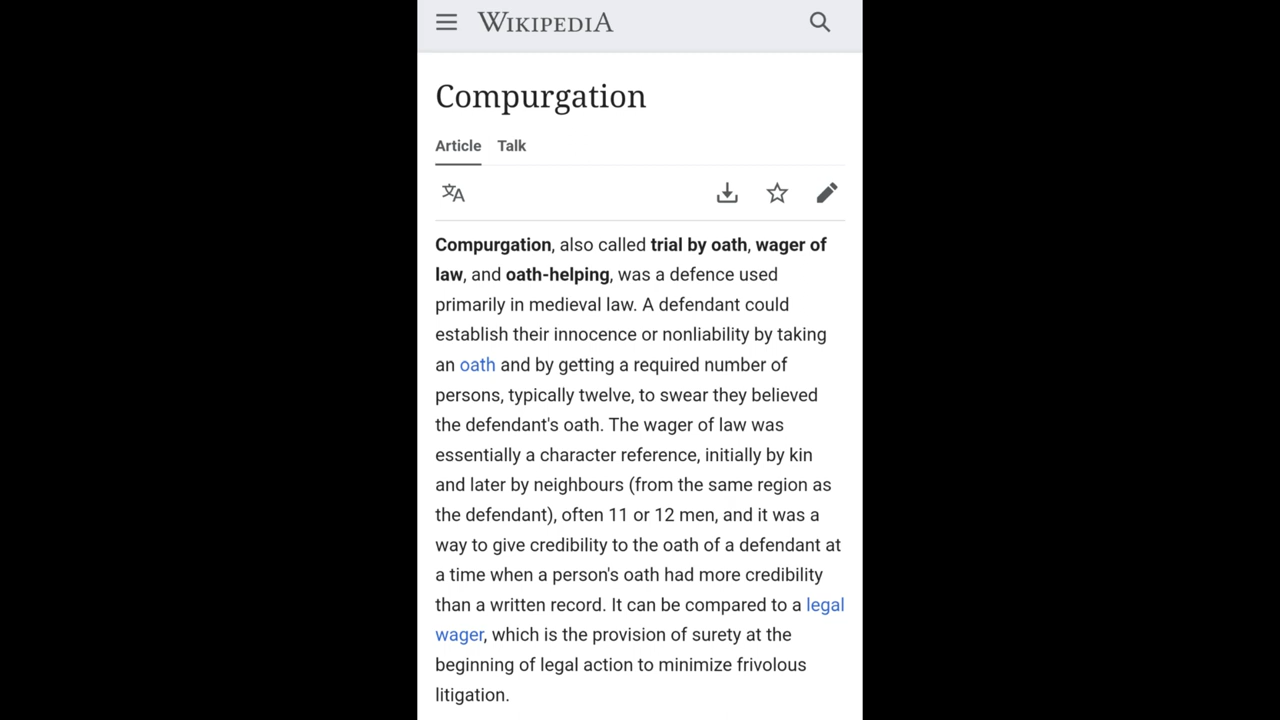 WIKIPEDIA
Compurgation
Article Talk
Compurgation, also called trial by oath, wager of
law, and oath-helping, was a defence used
primarily in medieval law. A defendant could
establish their innocence or nonliability by taking
an oath and by getting a required number of
persons, typically twelve, to swear they believed
the defendant's oath. The wager of law was
essentially a character reference, initially by kin
and later by neighbours (from the same region as
the defendant), often 11 or 12 men, and it was a
way to give credibility to the oath of a defendant at
a time when a person's oath had more credibility
than a written record. It can be compared to a legal
wager, which is the provision of surety at the
beginning of legal action to minimize frivolous
litigation.